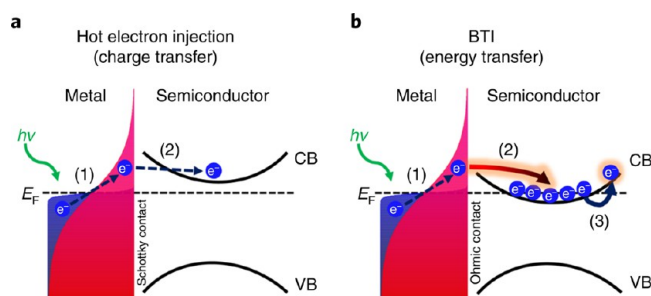 a
Hot electron injection
(charge transfer)
Metal
Semiconductor
hν
(1)
(2)
e⁻
e⁻
e⁻
CB
E_F
Schottky contact
VB
b
BTI
(energy transfer)
Metal
Semiconductor
hν
(1)
(2)
e⁻
e⁻
e⁻
CB
E_F
e⁻ e⁻ e⁻ e⁻ e⁻
(3)
Ohmic contact
VB